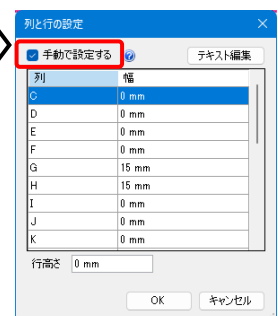 列と行の設定
手動で設定する
テキスト編集
列 幅
C 0 mm
D 0 mm
E 0 mm
F 0 mm
G 15 mm
H 15 mm
I 0 mm
J 0 mm
K 0 mm
行高さ 0 mm
OK キャンセル